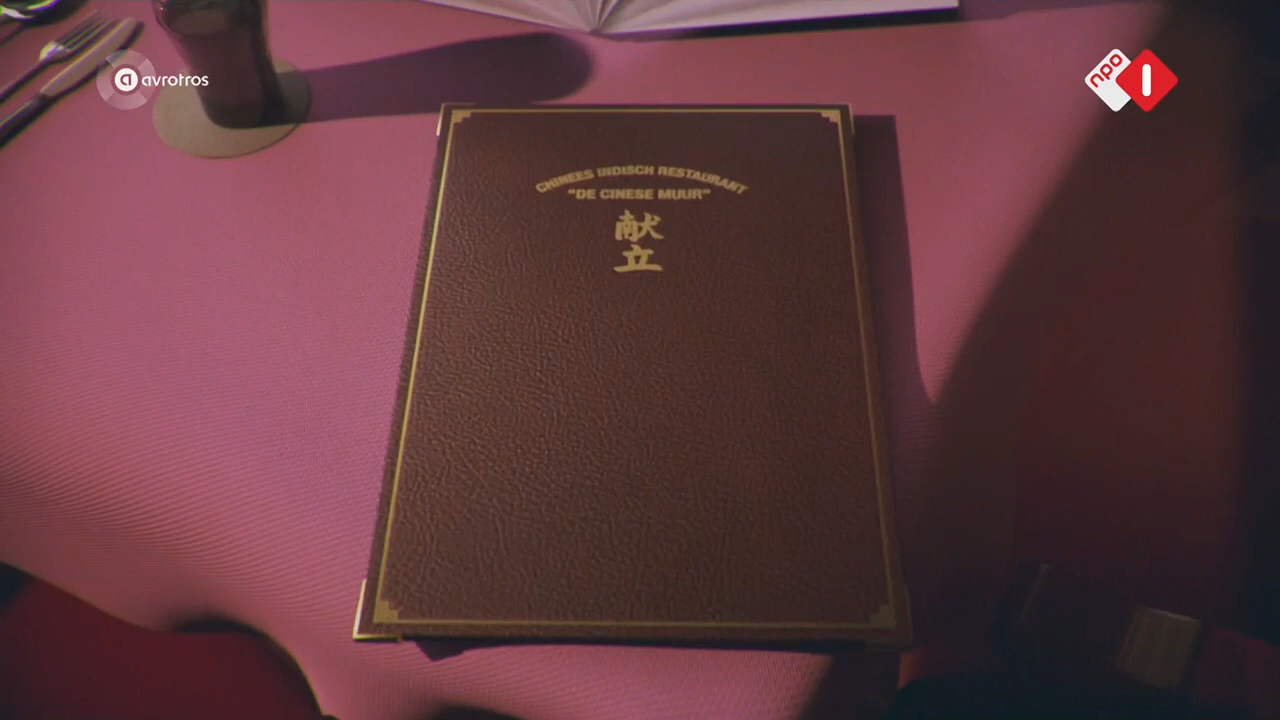 avrotros
npo
1
CHINEES INDISCH RESTAURANT
"DE CINESE MUUR"
献
立